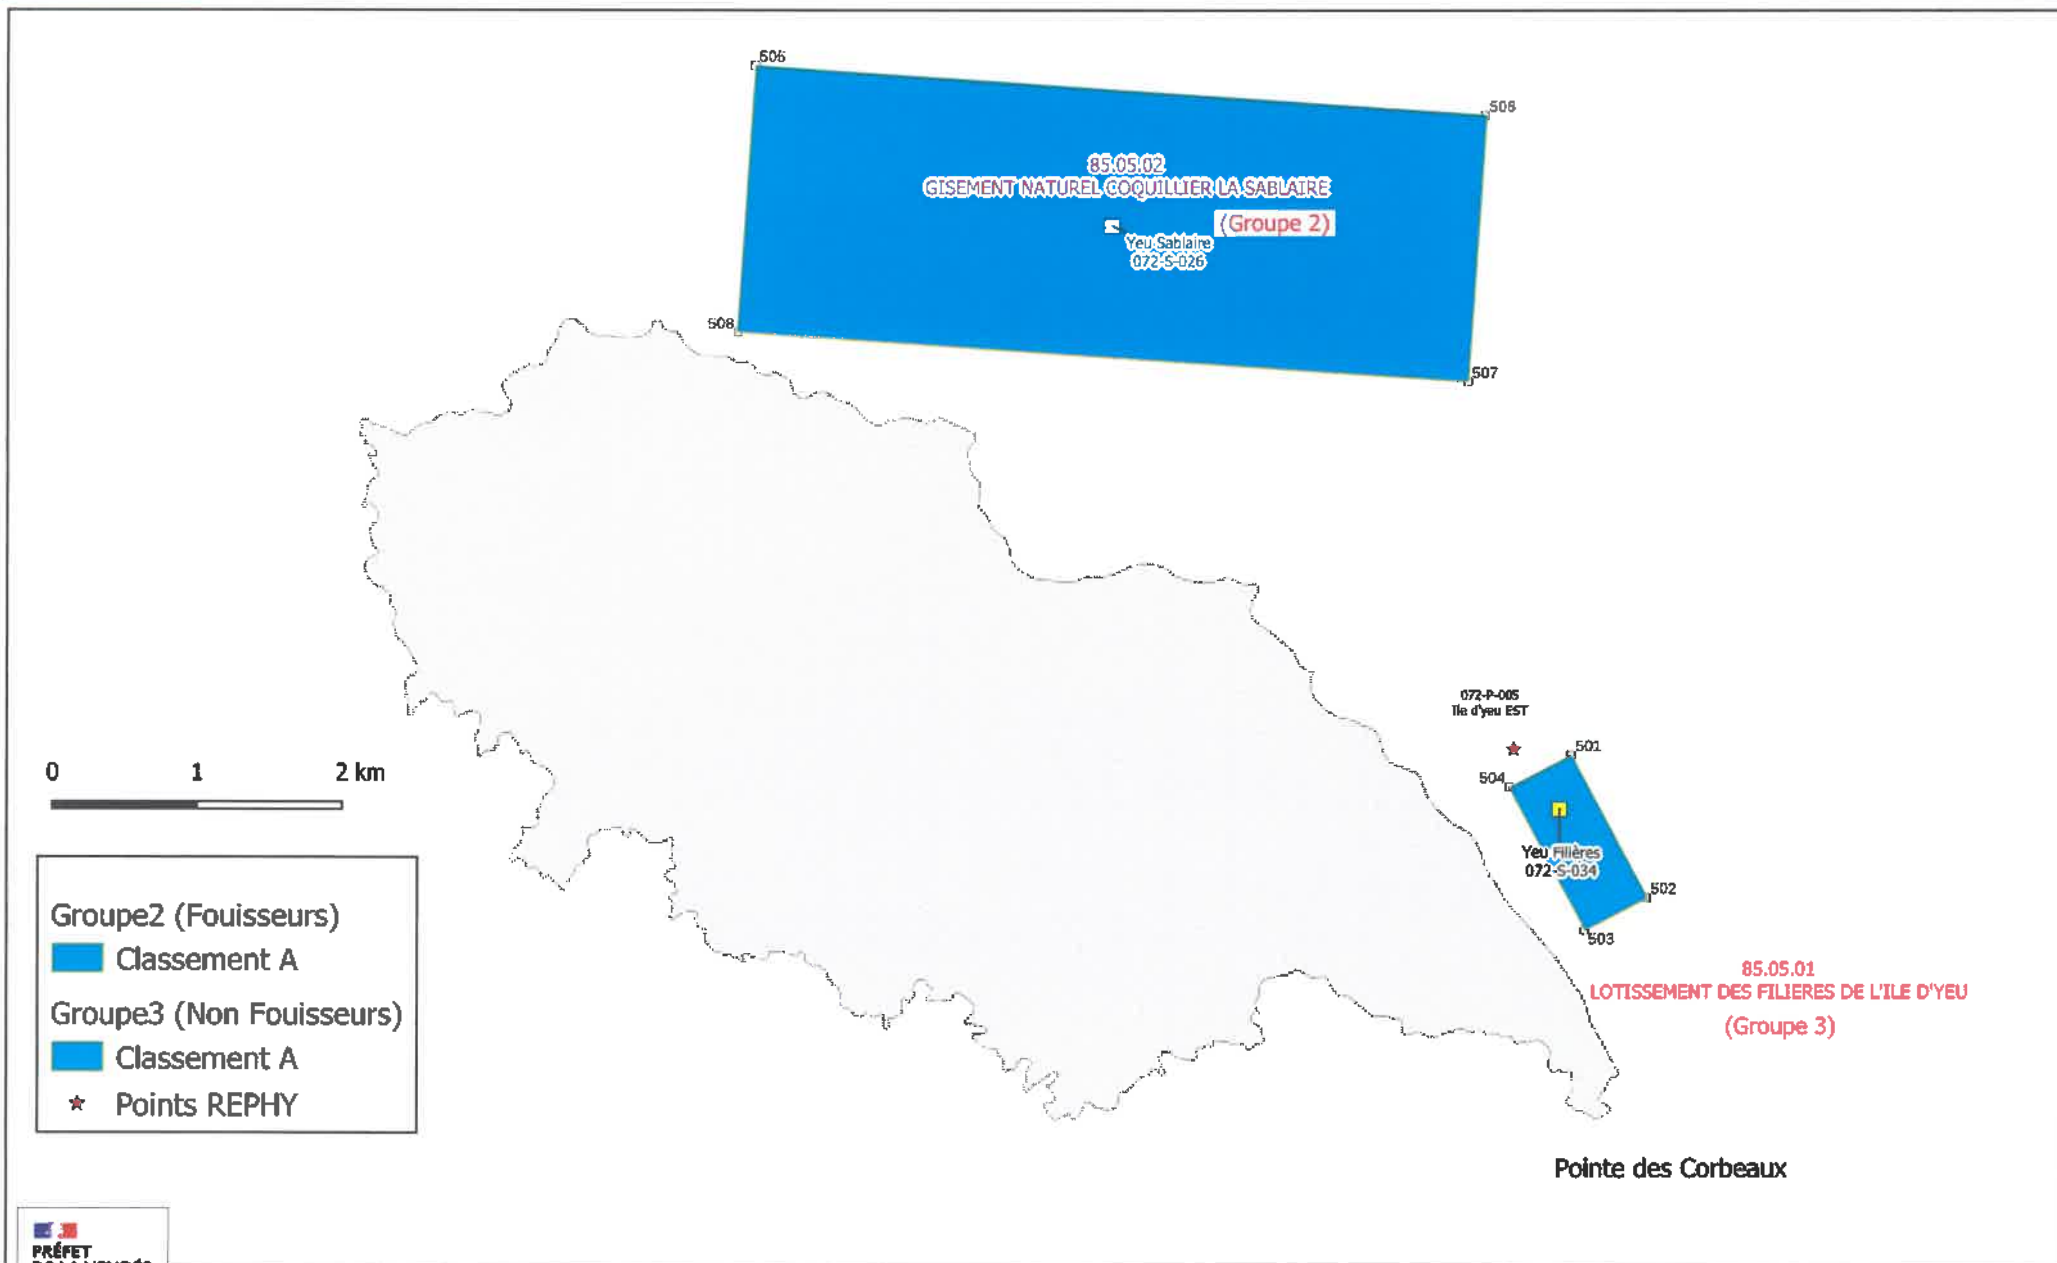 505
506
85.05.02
GISEMENT NATUREL COQUILLIER LA SABLAIRE
(Groupe 2)
Yeu Sablaire
072-S-026
508
507
072-P-005
Ile d'yeu EST
501
504
Yeu Filières
072-S-034
502
503
85.05.01
LOTISSEMENT DES FILIERES DE L'ILE D'YEU
(Groupe 3)
Pointe des Corbeaux
0 1 2 km
Groupe2 (Fouisseurs)
Classement A
Groupe3 (Non Fouisseurs)
Classement A
Points REPHY
PRÉFET